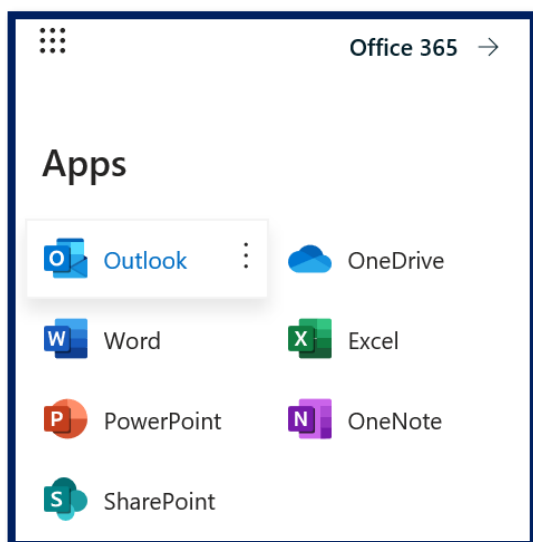 Office 365 →
Apps
O Outlook ⋮ OneDrive
W Word X Excel
P PowerPoint N OneNote
S SharePoint